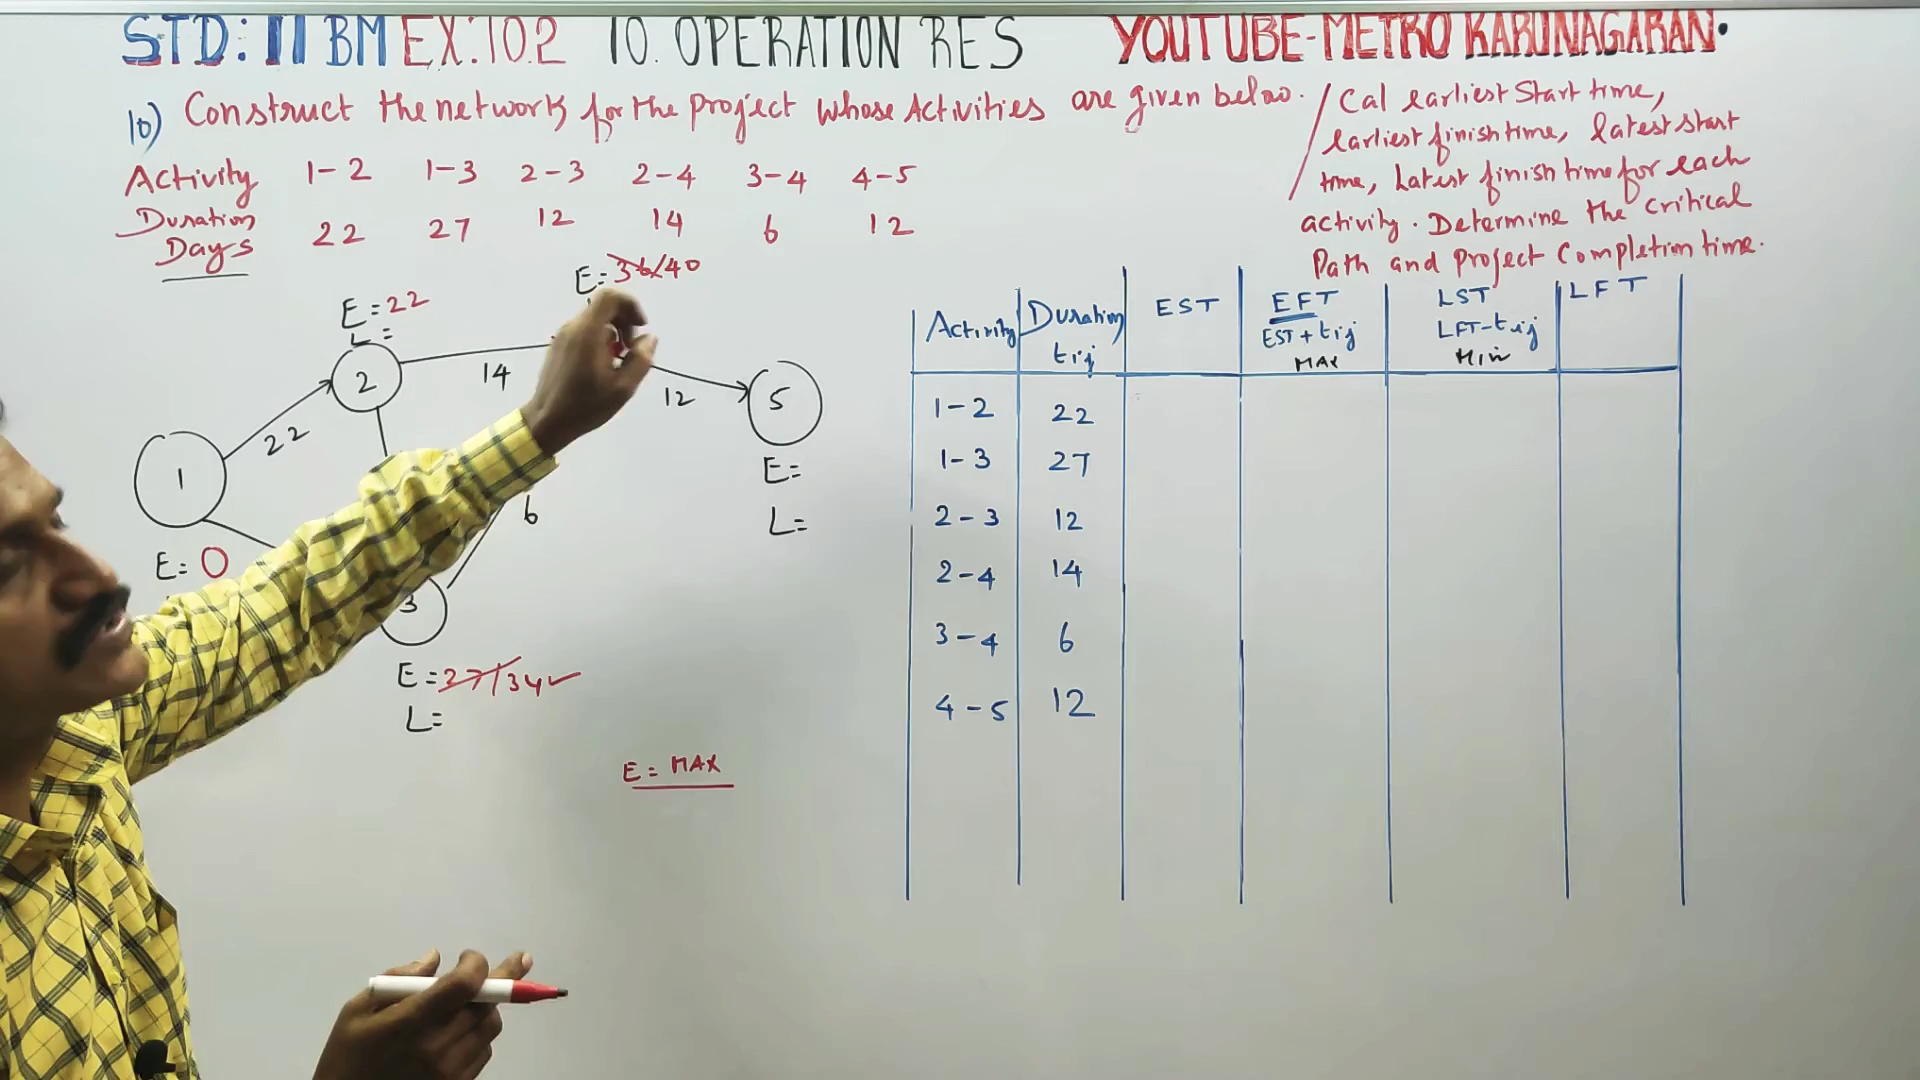 STD: 11 BM EX: 10.2 10. OPERATION RES YOUTUBE-METRO KARUNAGARAN.
10) Construct the network for the project whose Activities are given below. / Cal earliest Start time,
earliest finish time, latest start
time, Latest finish time for each
activity. Determine the critical
Path and project Completion time.
Activity 1-2 1-3 2-3 2-4 3-4 4-5
Duration Days 22 27 12 14 6 12
E=22
L=
E=36/40
2
14
12
5
E=
L=
22
1
E=0
6
3
E=27/34✓
L=
E= MAX
Activity Duration tij EST EFT EST+tij MAX LST LFT-tij Min LFT
1-2 22
1-3 27
2-3 12
2-4 14
3-4 6
4-5 12